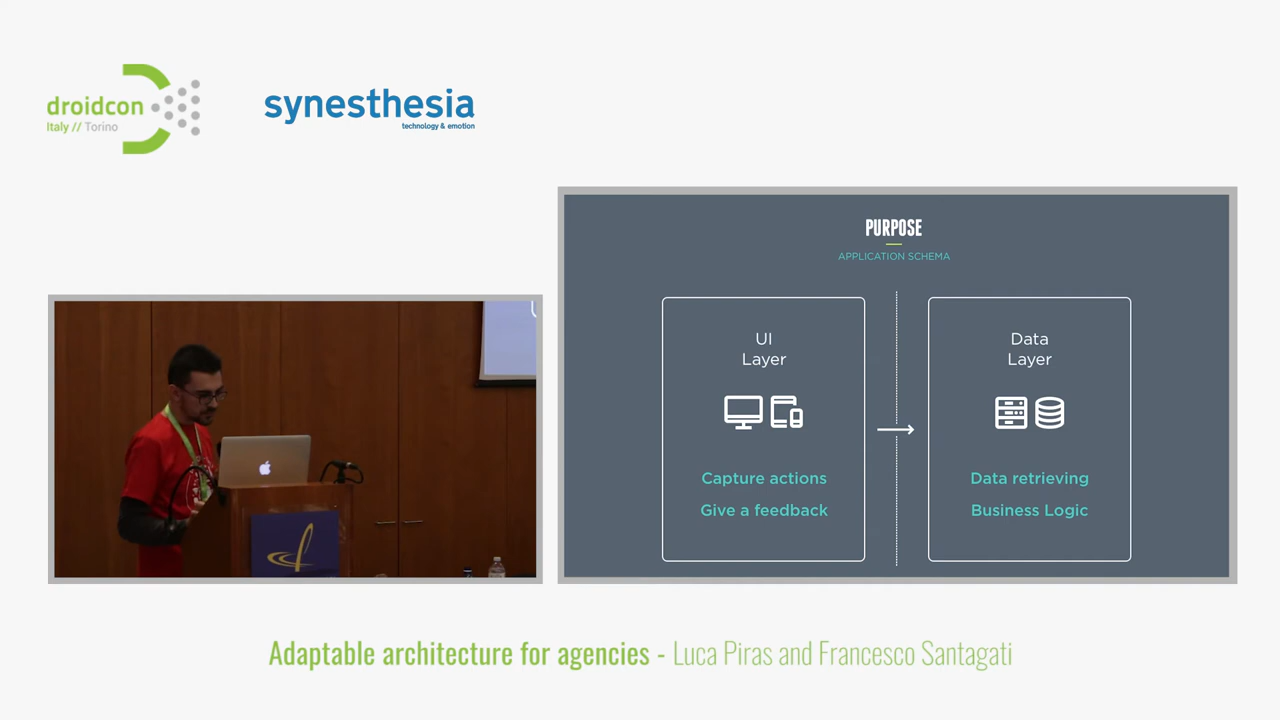 droidcon
Italy // Torino
synesthesia
technology & emotion
PURPOSE
APPLICATION SCHEMA
UI
Layer
Capture actions
Give a feedback
Data
Layer
Data retrieving
Business Logic
Adaptable architecture for agencies - Luca Piras and Francesco Santagati